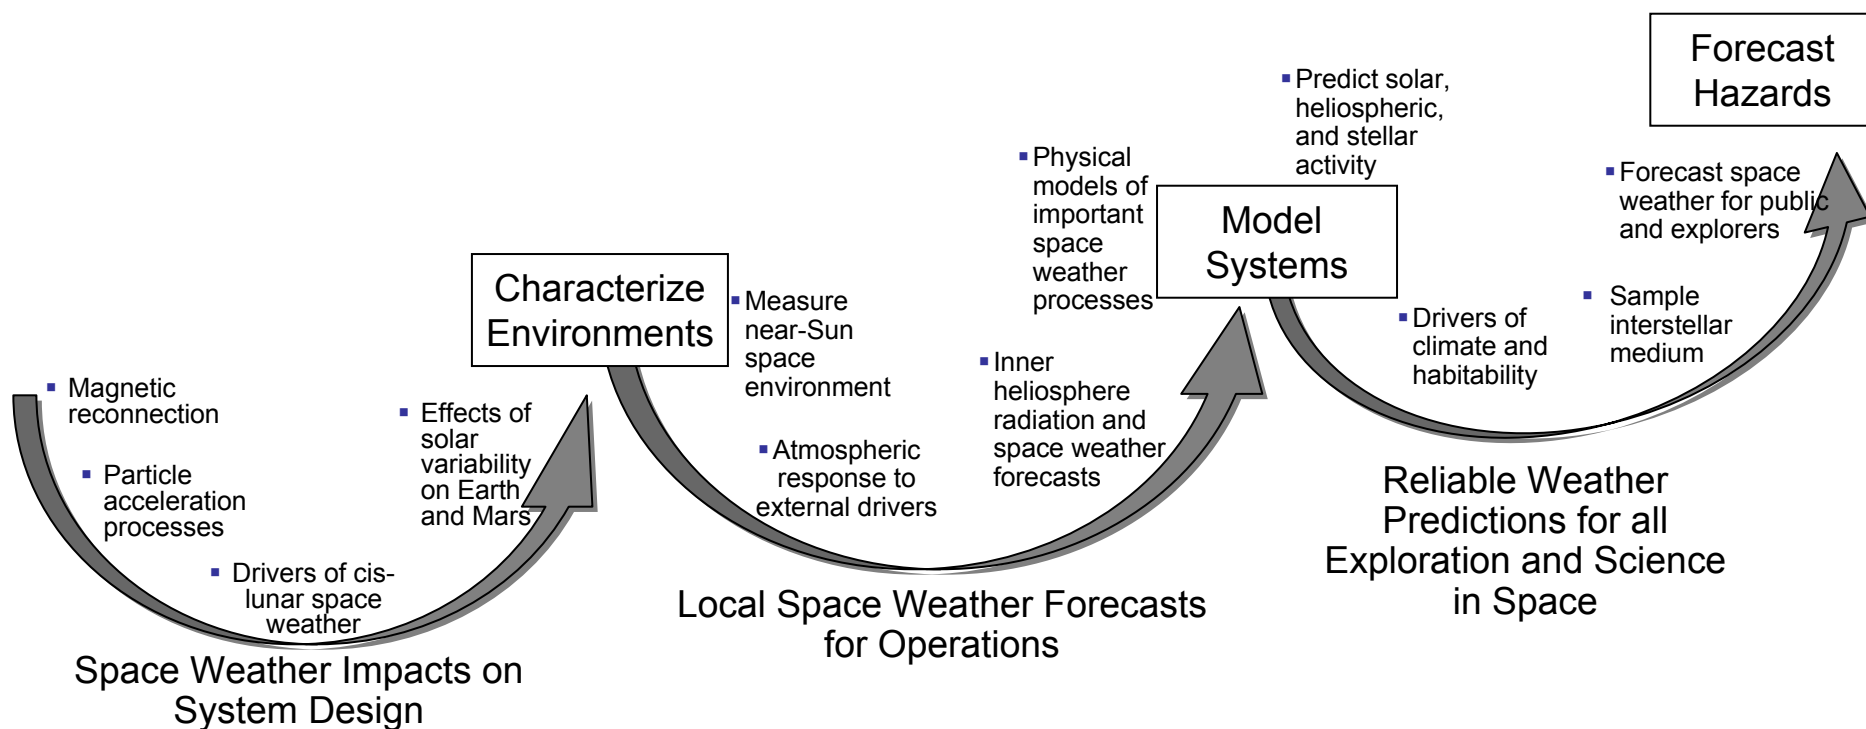 Magnetic
reconnection
Particle
acceleration
processes
Drivers of cis-
lunar space
weather
Effects of
solar
variability
on Earth
and Mars
Space Weather Impacts on
System Design
Characterize
Environments
Measure
near-Sun
space
environment
Atmospheric
response to
external drivers
Inner
heliosphere
radiation and
space weather
forecasts
Physical
models of
important
space
weather
processes
Local Space Weather Forecasts
for Operations
Model
Systems
Predict solar,
heliospheric,
and stellar
activity
Drivers of
climate and
habitability
Sample
interstellar
medium
Forecast space
weather for public
and explorers
Reliable Weather
Predictions for all
Exploration and Science
in Space
Forecast
Hazards